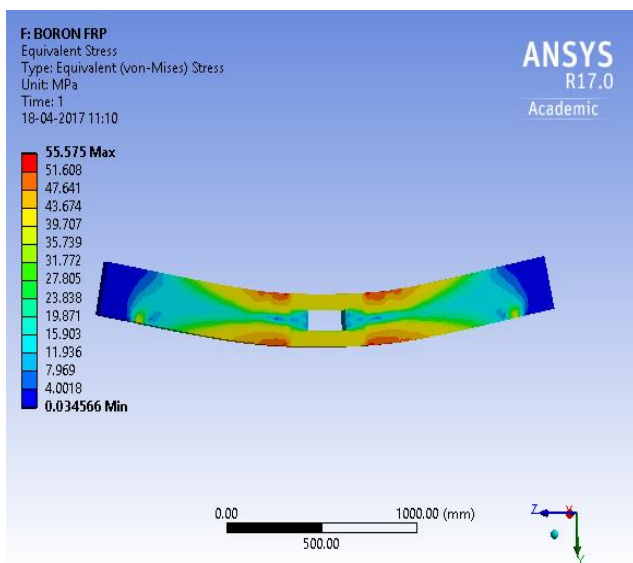 F: BORON FRP
Equivalent Stress
Type: Equivalent (von-Mises) Stress
Unit: MPa
Time: 1
18-04-2017 11:10
ANSYS
R17.0
Academic
55.575 Max
51.608
47.641
43.674
39.707
35.739
31.772
27.805
23.838
19.871
15.903
11.936
7.969
4.0018
0.034566 Min
0.00
1000.00 (mm)
500.00
Z
X
Y